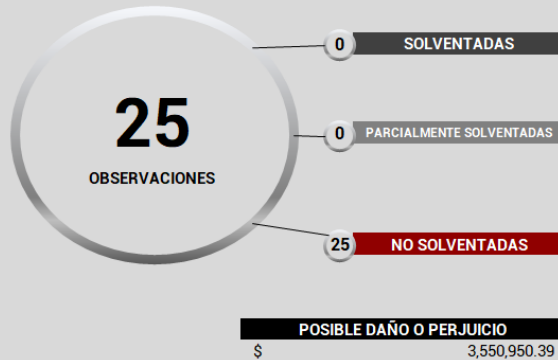 25
OBSERVACIONES
0 SOLVENTADAS
0 PARCIALMENTE SOLVENTADAS
25 NO SOLVENTADAS
POSIBLE DAÑO O PERJUICIO
$ 3,550,950.39